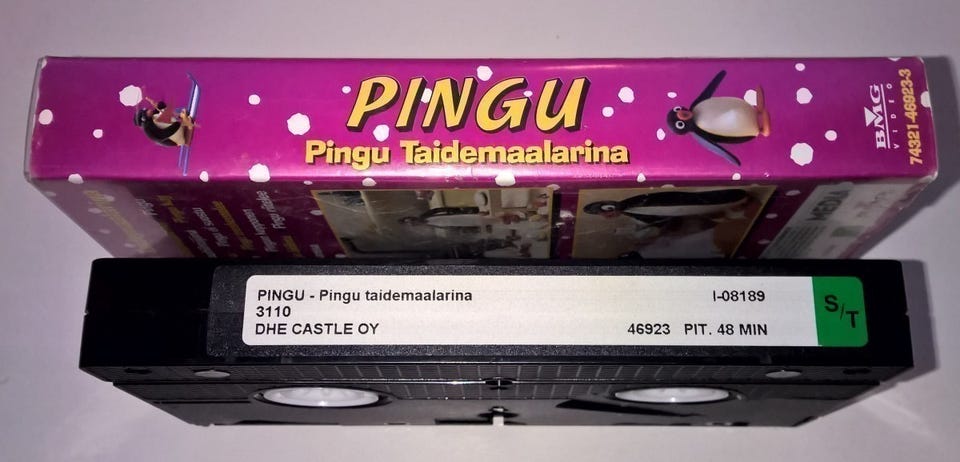 PINGU
Pingu Taidemaalarina
BMG
VIDEO
74321-46923-3
PINGU - Pingu taidemaalarina
I-08189
3110
DHE CASTLE OY
46923 PIT. 48 MIN
S/T